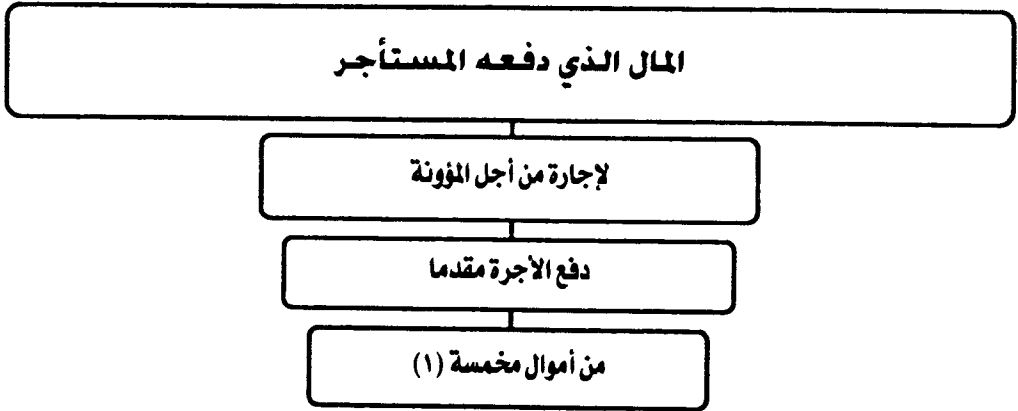 المال الذي دفعه المستأجر
لإجارة من أجل المؤونة
دفع الأجرة مقدما
من أموال مخمسة (١)